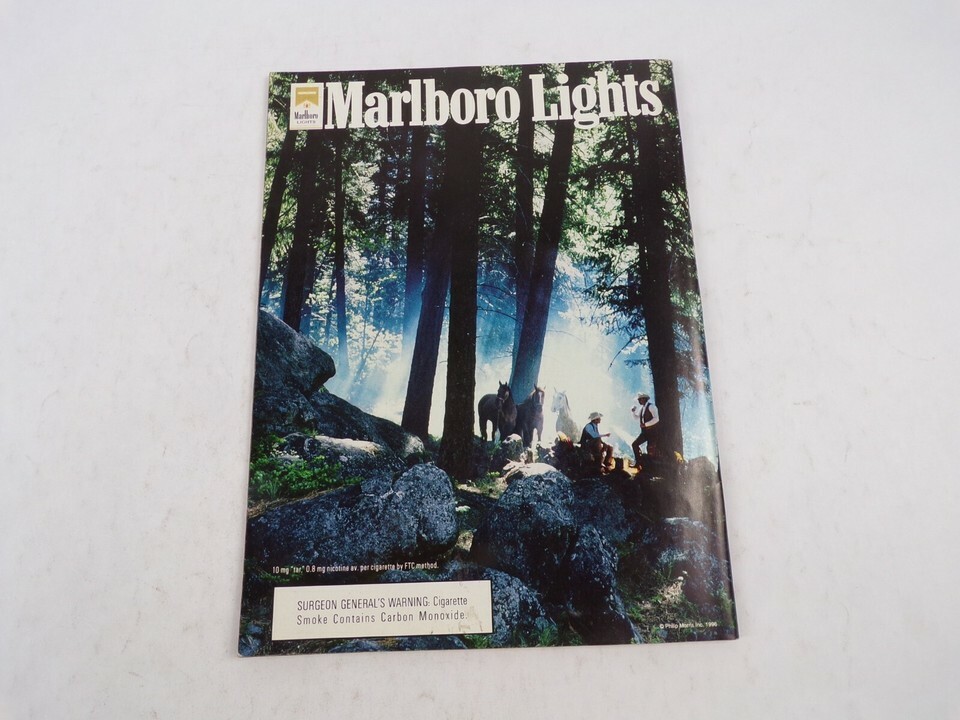 Marlboro Lights
Marlboro
LIGHTS
10 mg "tar," 0.8 mg nicotine av. per cigarette by FTC method.
SURGEON GENERAL'S WARNING: Cigarette
Smoke Contains Carbon Monoxide.
© Philip Morris Inc. 1996